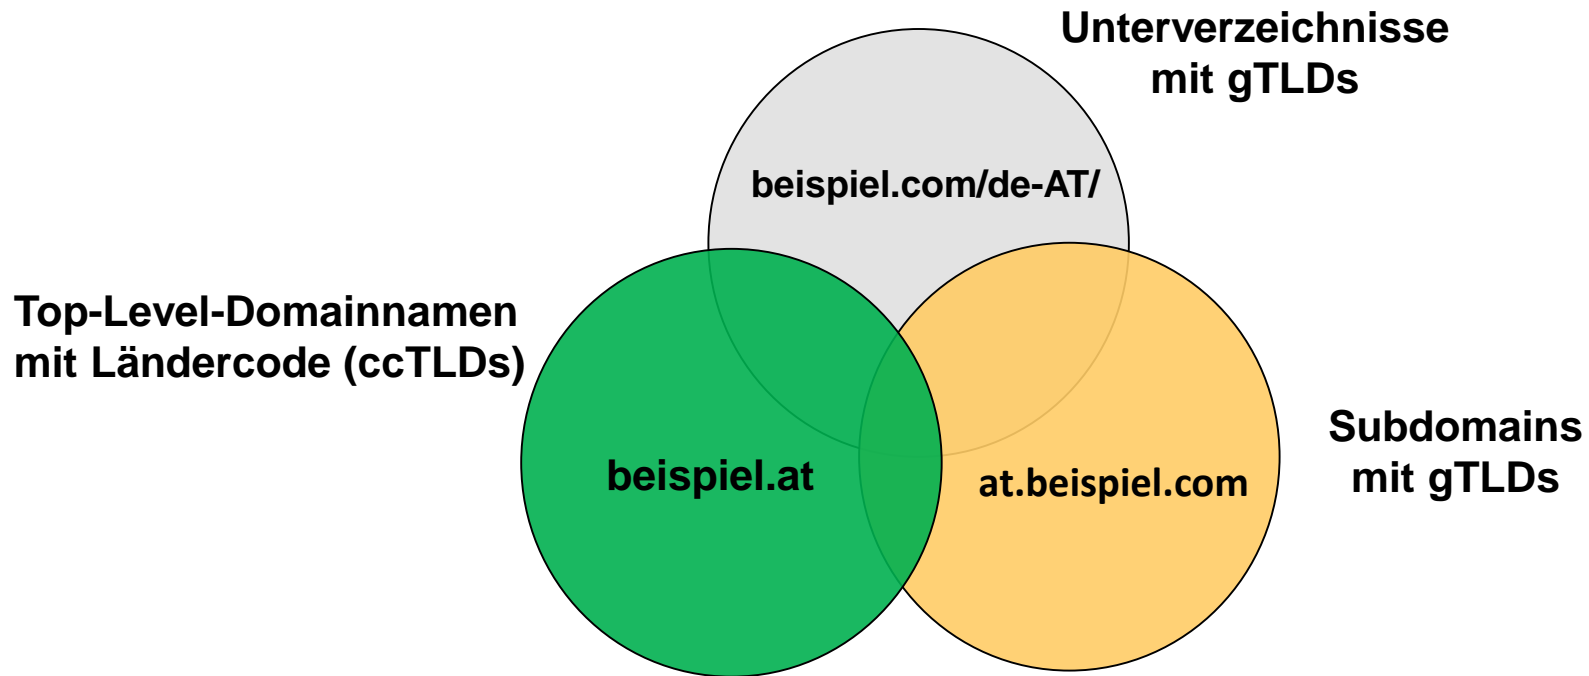 Unterverzeichnisse
mit gTLDs
beispiel.com/de-AT/
Top-Level-Domainnamen
mit Ländercode (ccTLDs)
beispiel.at
at.beispiel.com
Subdomains
mit gTLDs